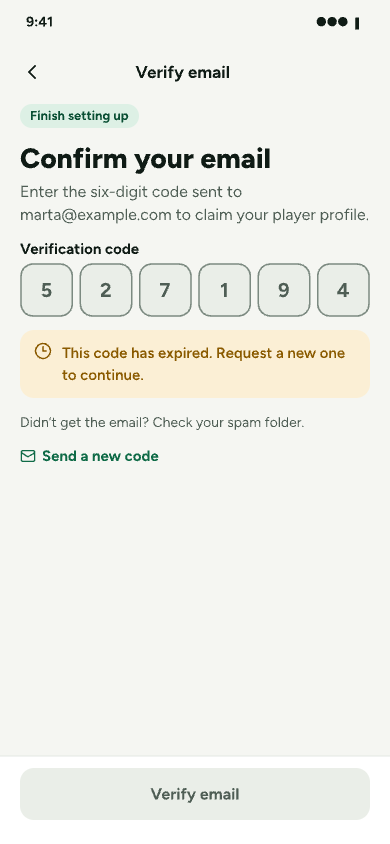 9:41
Verify email
Finish setting up
Confirm your email
Enter the six-digit code sent to
marta@example.com to claim your player profile.
Verification code
5 2 7 1 9 4
This code has expired. Request a new one
to continue.
Didn't get the email? Check your spam folder.
Send a new code
Verify email